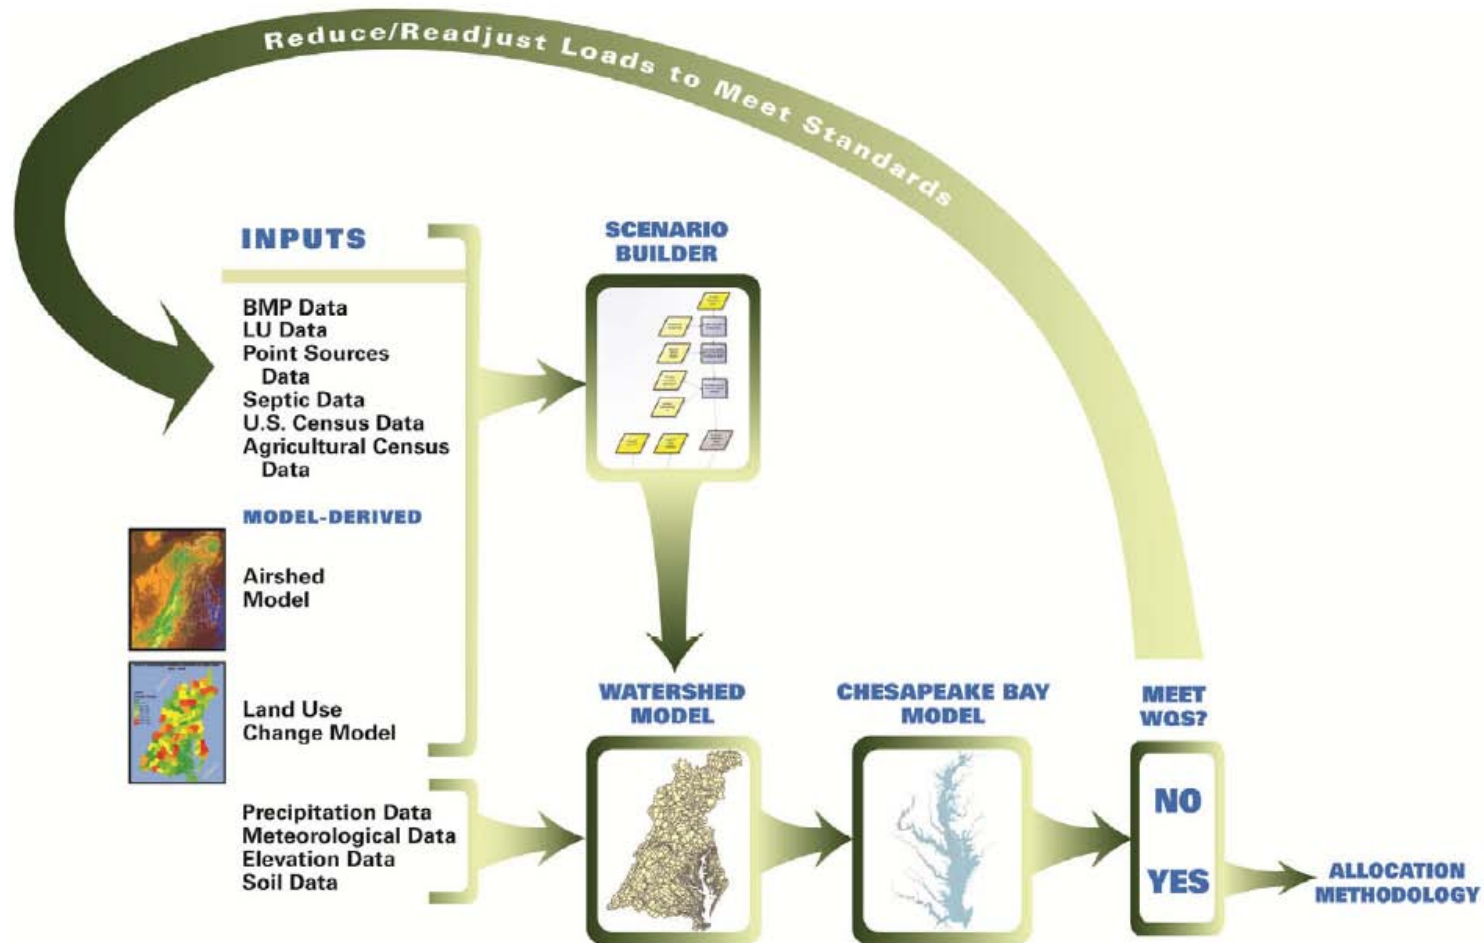 Reduce/Readjust Loads to Meet Standards
INPUTS
BMP Data
LU Data
Point Sources
Data
Septic Data
U.S. Census Data
Agricultural Census
Data
MODEL-DERIVED
Airshed
Model
Land Use
Change Model
Precipitation Data
Meteorological Data
Elevation Data
Soil Data
SCENARIO
BUILDER
WATERSHED
MODEL
CHESAPEAKE BAY
MODEL
MEET
WQS?
NO
YES
ALLOCATION
METHODOLOGY